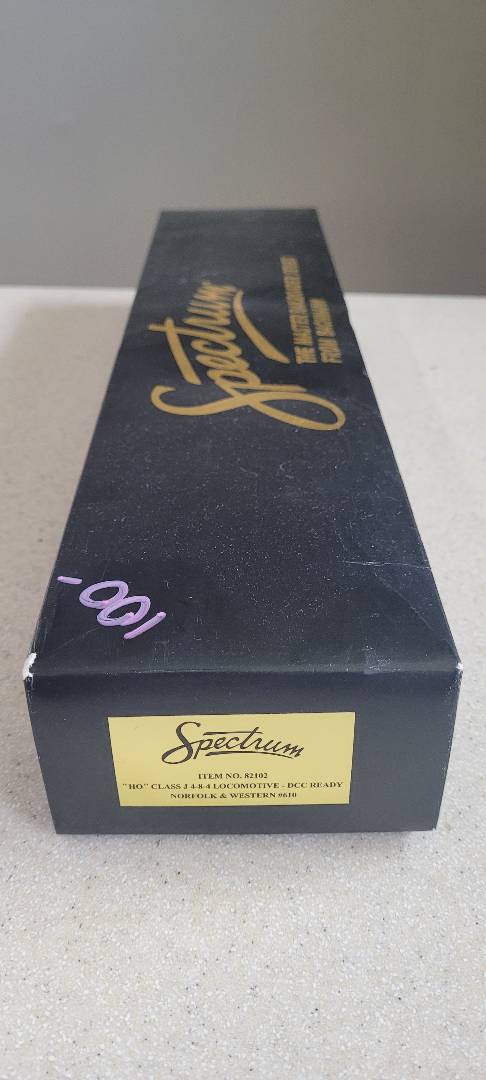 Spectrum
THE MASTER RAILROADER SERIES
FROM BACHMANN
100
Spectrum
ITEM NO. 82102
"HO" CLASS J 4-8-4 LOCOMOTIVE - DCC READY
NORFOLK & WESTERN #610